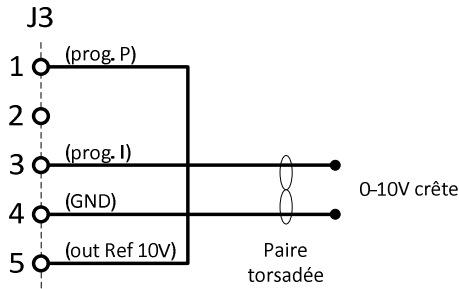 J3
1 (prog. P)
2
3 (prog. I)
0-10V crête
4 (GND)
5 (out Ref 10V)
Paire
torsadée